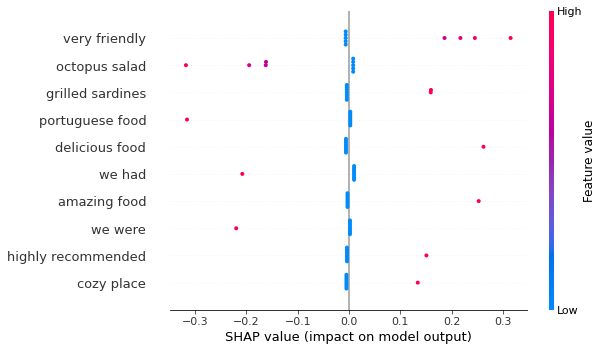 High
very friendly
octopus salad
grilled sardines
portuguese food
delicious food
we had
amazing food
we were
highly recommended
cozy place
Feature value
Low
−0.3 −0.2 −0.1 0.0 0.1 0.2 0.3
SHAP value (impact on model output)